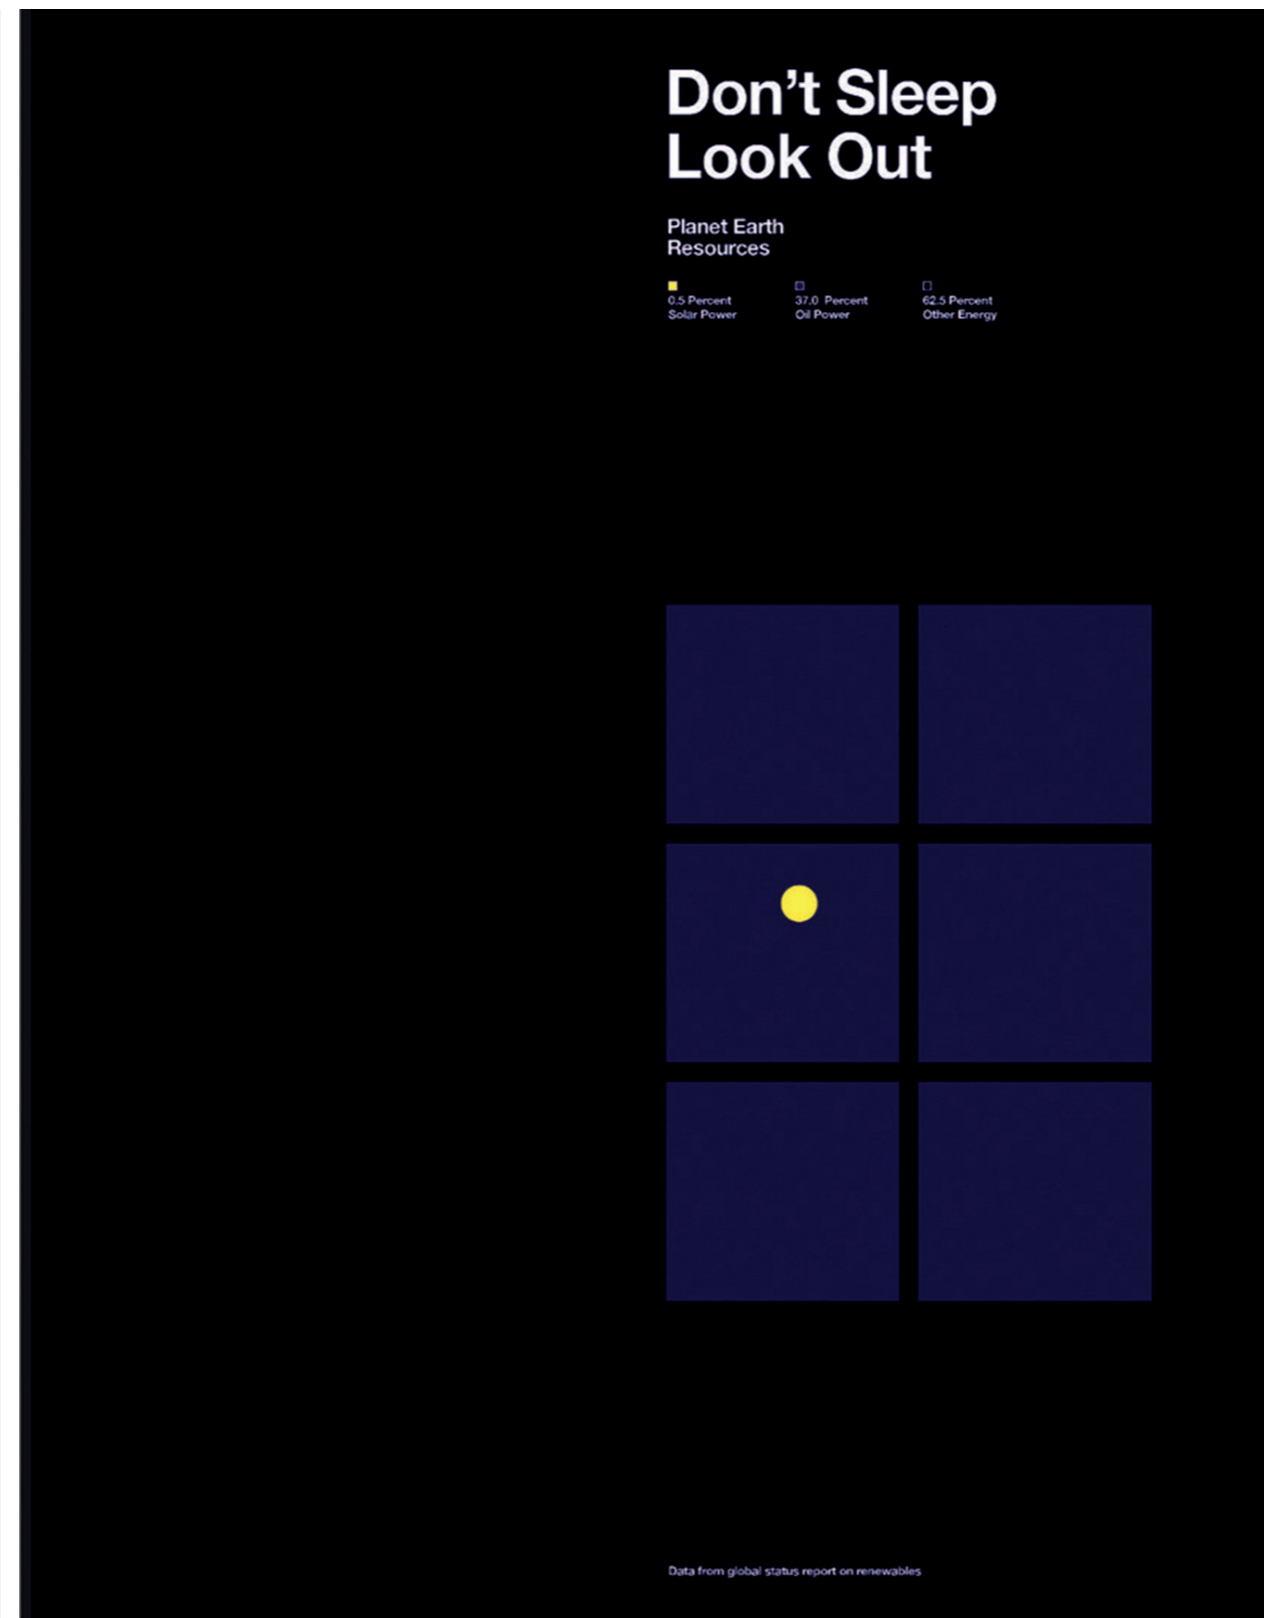 Don’t Sleep
Look Out
Planet Earth
Resources
0.5 Percent
Solar Power
37.0 Percent
Oil Power
62.5 Percent
Other Energy
Data from global status report on renewables